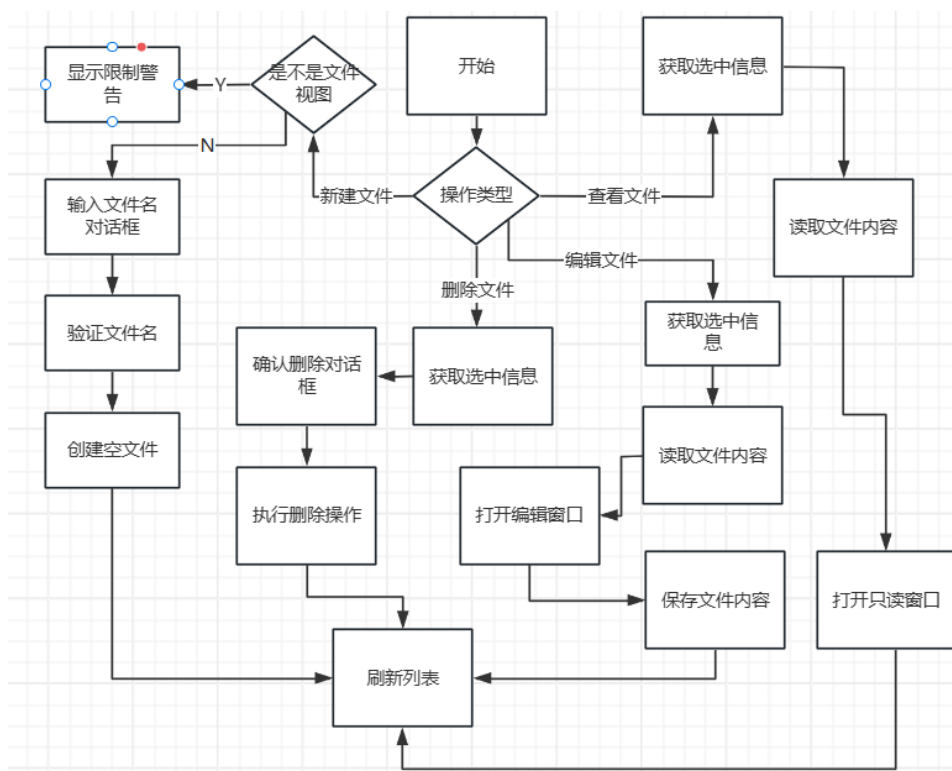 开始
获取选中信息
显示限制警
告
Y
是不是文件
视图
N
新建文件
操作类型
查看文件
输入文件名
对话框
读取文件内容
编辑文件
删除文件
验证文件名
确认删除对话
框
获取选中信息
获取选中信
息
创建空文件
读取文件内容
执行删除操作
打开编辑窗口
保存文件内容
打开只读窗口
刷新列表